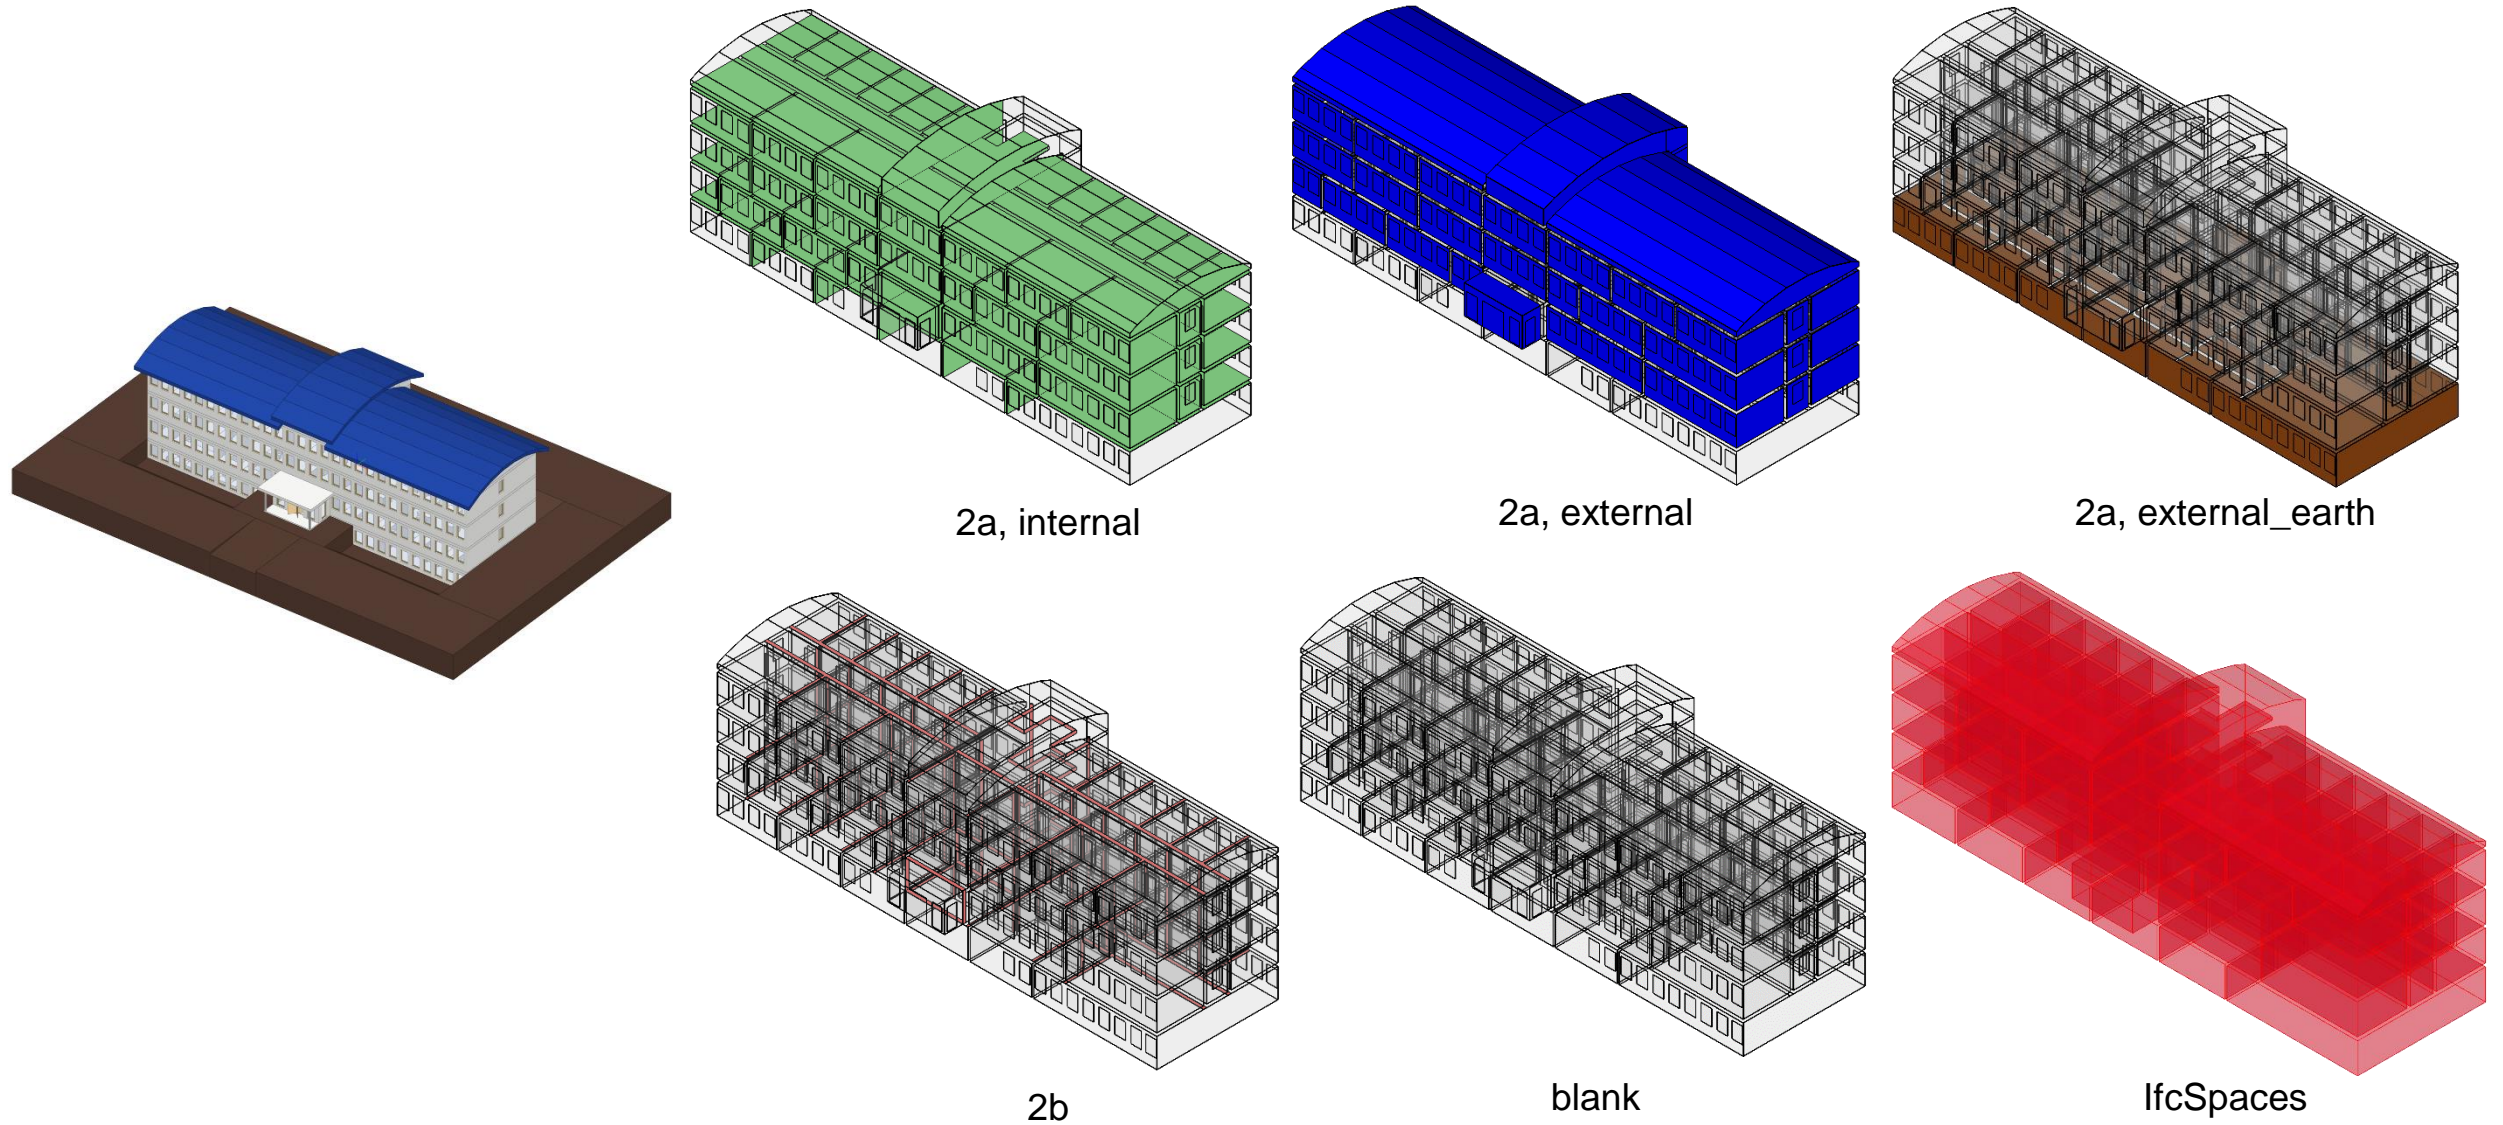 2a, internal
2a, external
2a, external_earth
2b
blank
IfcSpaces